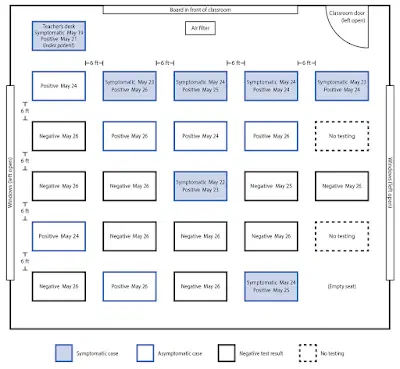 Board in front of classroom
Teacher's desk
Symptomatic May 19
Positive May 21
(index patient)
Air filter
Classroom door
(left open)
6 ft
6 ft
6 ft
6 ft
Positive May 24
Symptomatic May 23
Positive May 26
Symptomatic May 24
Positive May 25
Symptomatic May 24
Positive May 26
Symptomatic May 22
Positive May 24
6 ft
Negative May 26
Positive May 26
Positive May 24
Positive May 26
No testing
6 ft
Windows (left open)
Windows (left open)
Negative May 26
Negative May 26
Symptomatic May 22
Positive May 23
Negative May 25
Negative May 26
6 ft
Positive May 24
Negative May 26
Negative May 26
Negative May 26
No testing
6 ft
Negative May 26
Positive May 26
Negative May 26
Symptomatic May 24
Positive May 25
(Empty seat)
Symptomatic case
Asymptomatic case
Negative test result
No testing